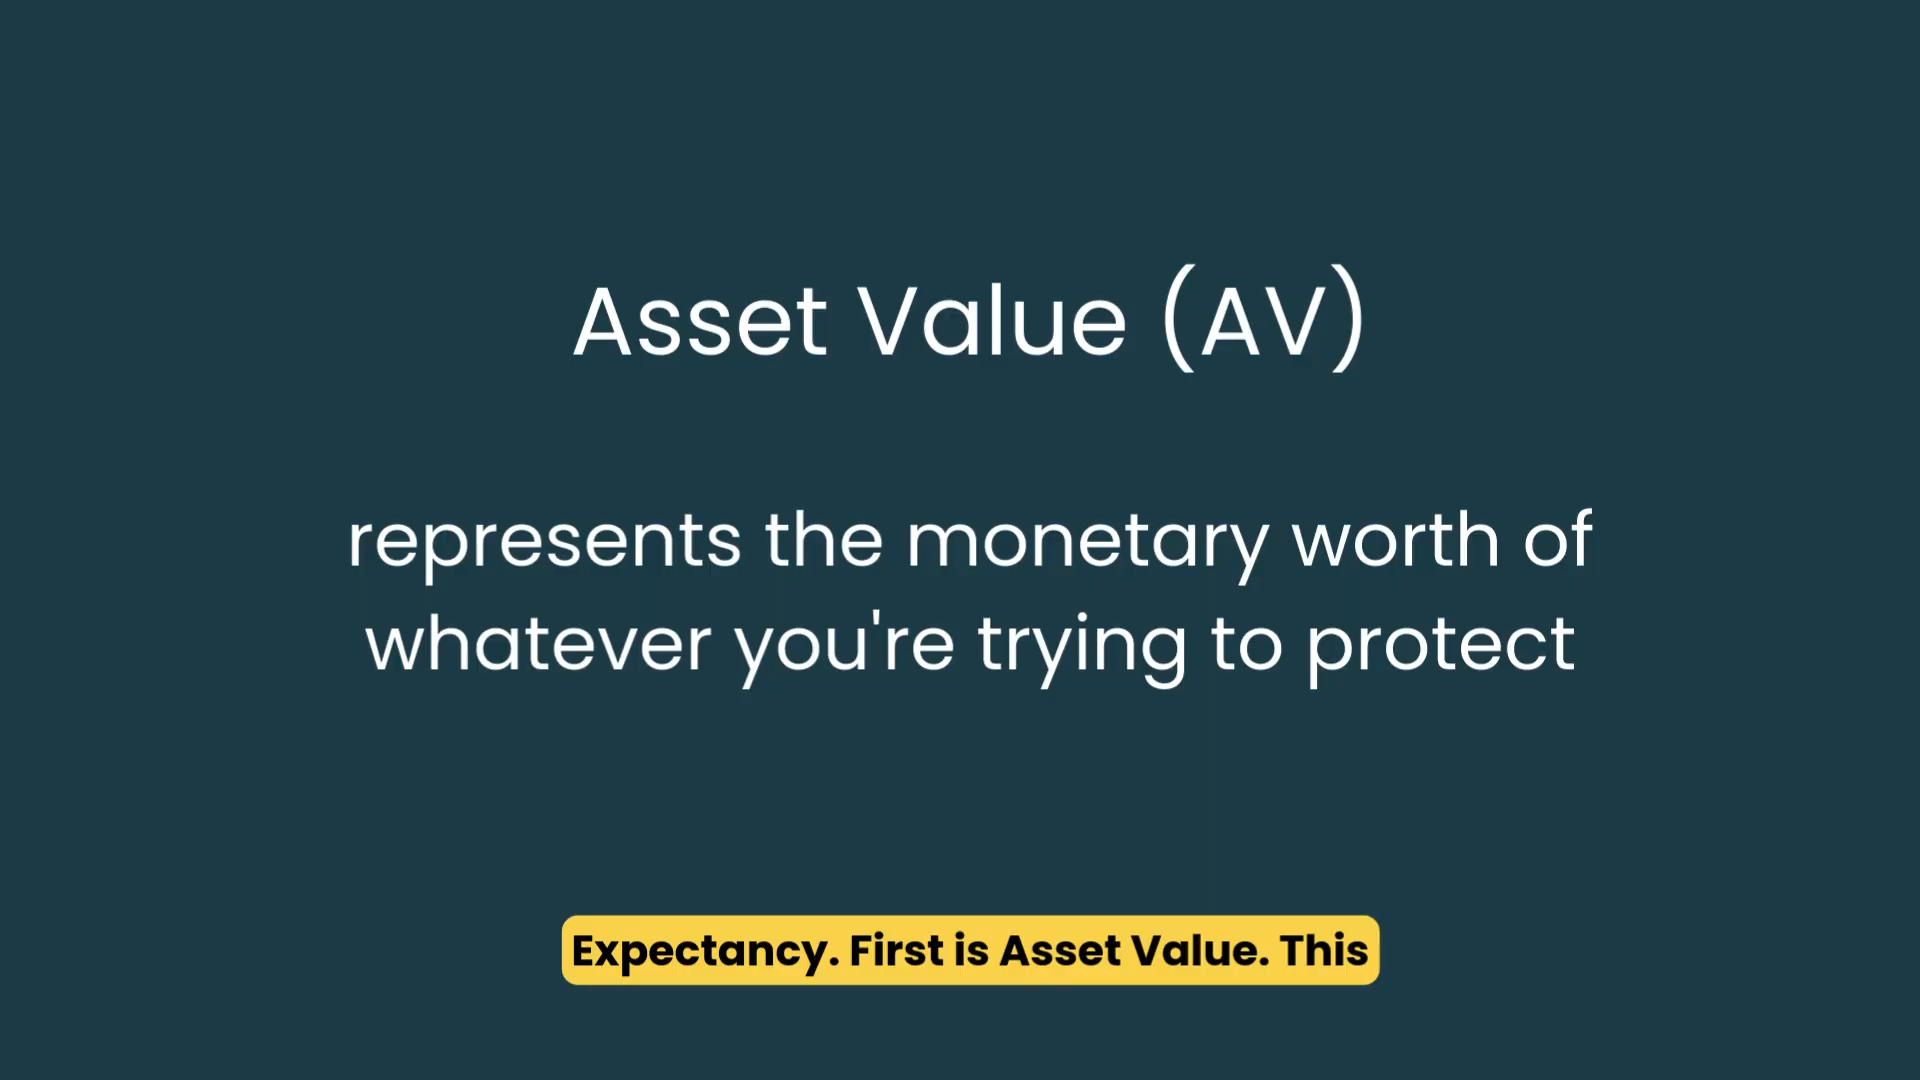 Asset Value (AV)
represents the monetary worth of
whatever you're trying to protect
Expectancy. First is Asset Value. This